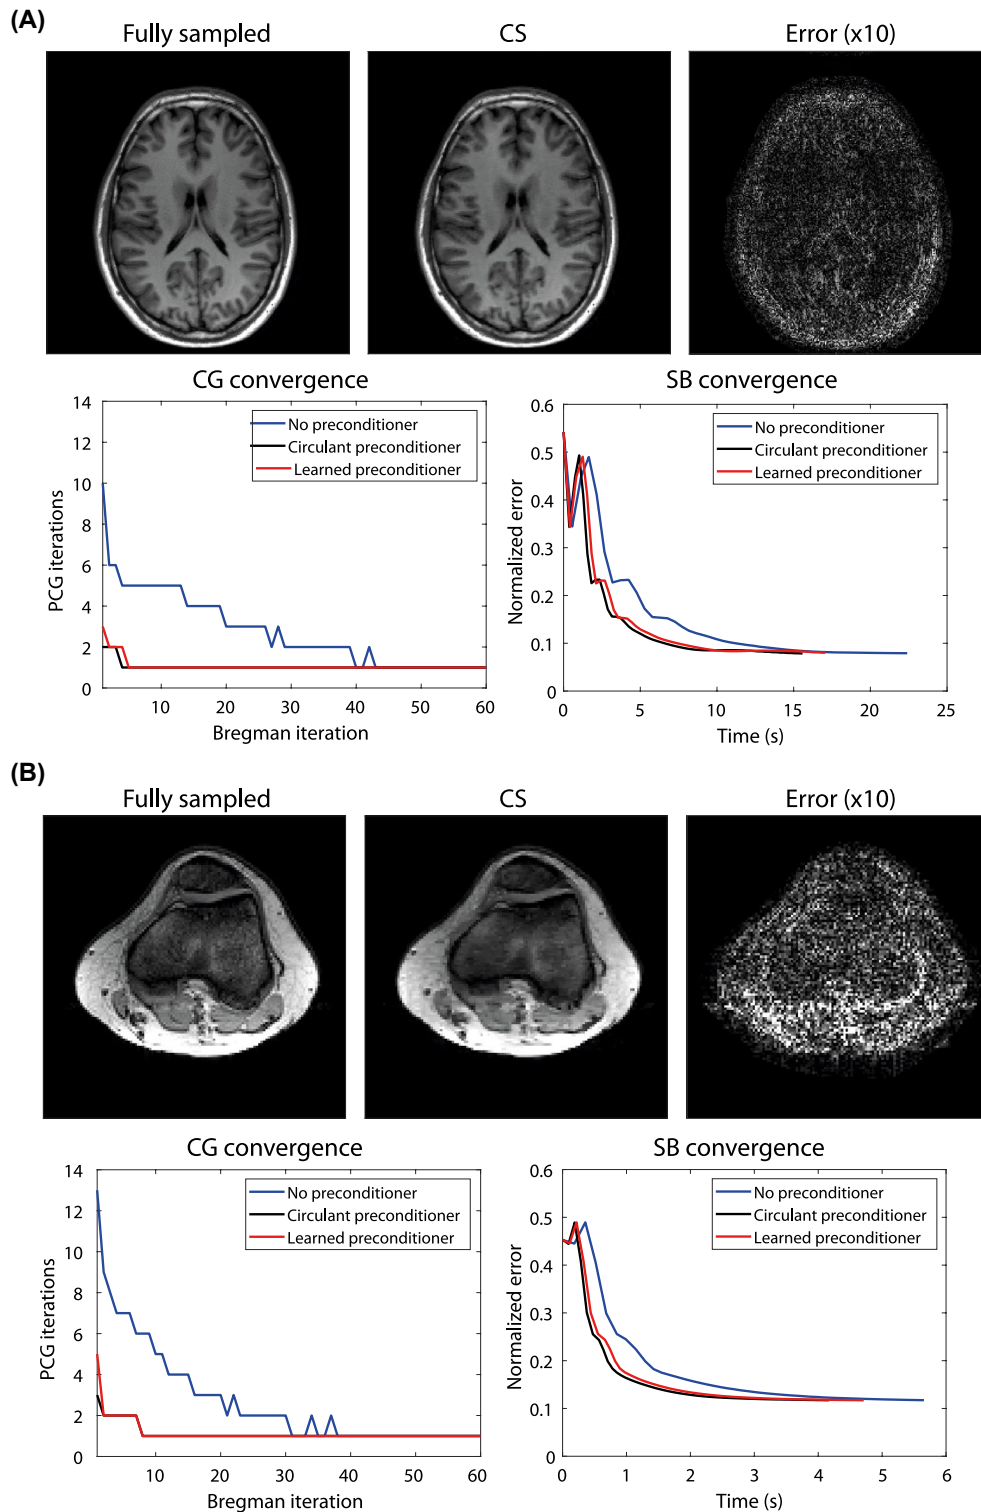 (A)
Fully sampled CS Error (x10)
CG convergence
14
12
10
8
6
4
2
0
PCG iterations
No preconditioner
Circulant preconditioner
Learned preconditioner
10 20 30 40 50 60
Bregman iteration
SB convergence
0.6
0.5
0.4
0.3
0.2
0.1
0
Normalized error
No preconditioner
Circulant preconditioner
Learned preconditioner
0 5 10 15 20 25
Time (s)
(B)
Fully sampled CS Error (x10)
CG convergence
14
12
10
8
6
4
2
0
PCG iterations
No preconditioner
Circulant preconditioner
Learned preconditioner
10 20 30 40 50 60
Bregman iteration
SB convergence
0.6
0.5
0.4
0.3
0.2
0.1
0
Normalized error
No preconditioner
Circulant preconditioner
Learned preconditioner
0 1 2 3 4 5 6
Time (s)